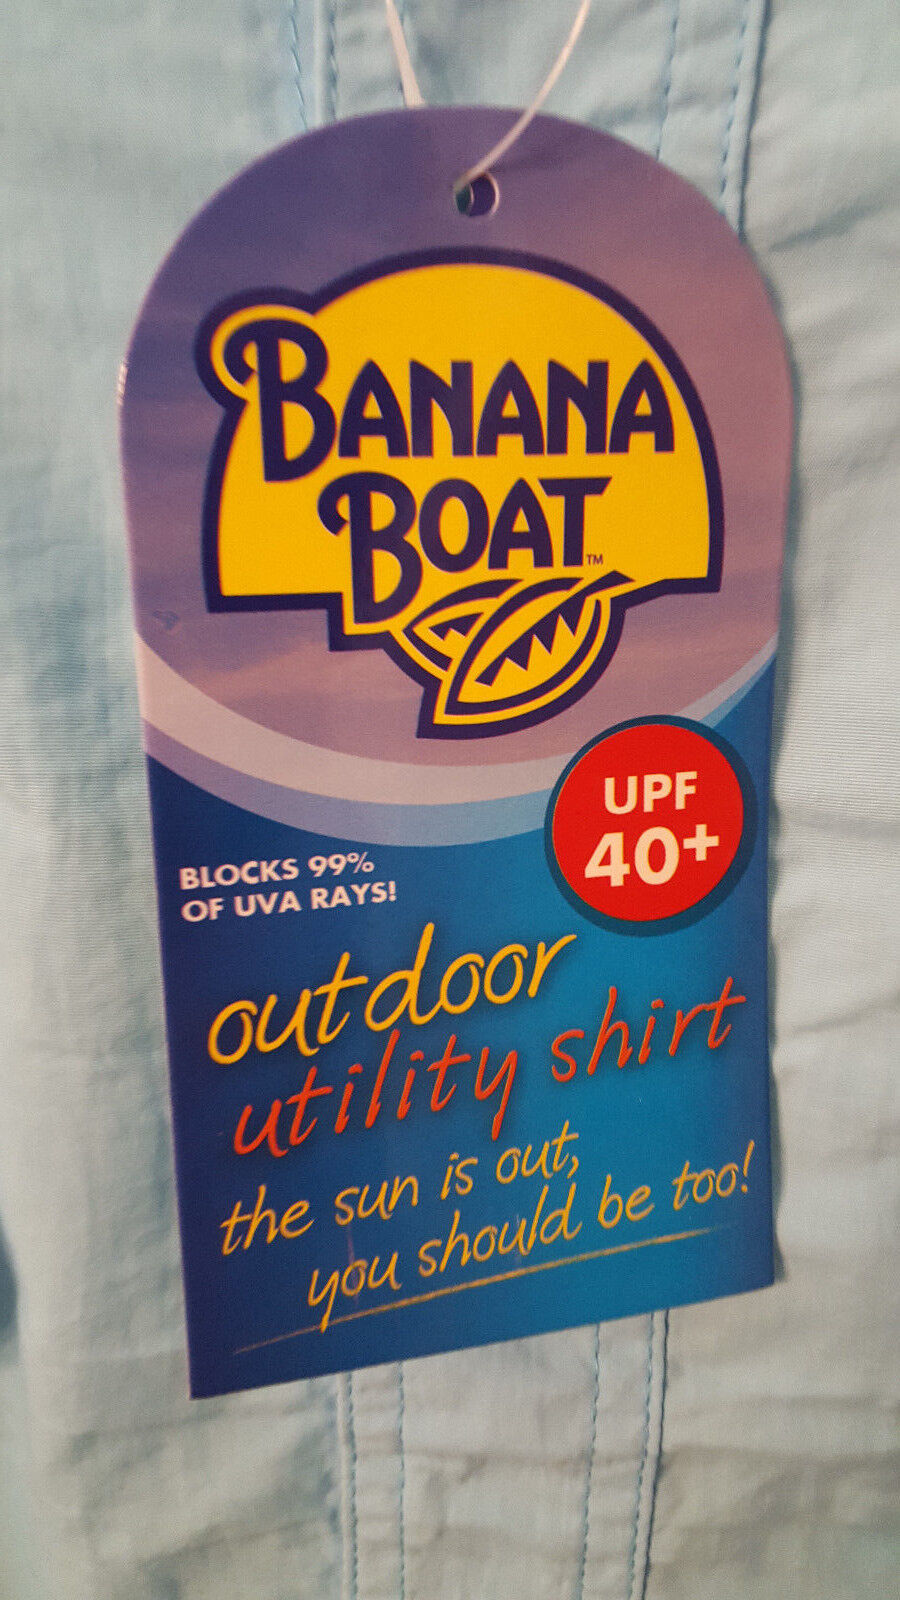 BANANA
BOAT™
UPF
40+
BLOCKS 99%
OF UVA RAYS!
outdoor
utility shirt
the sun is out,
you should be too!